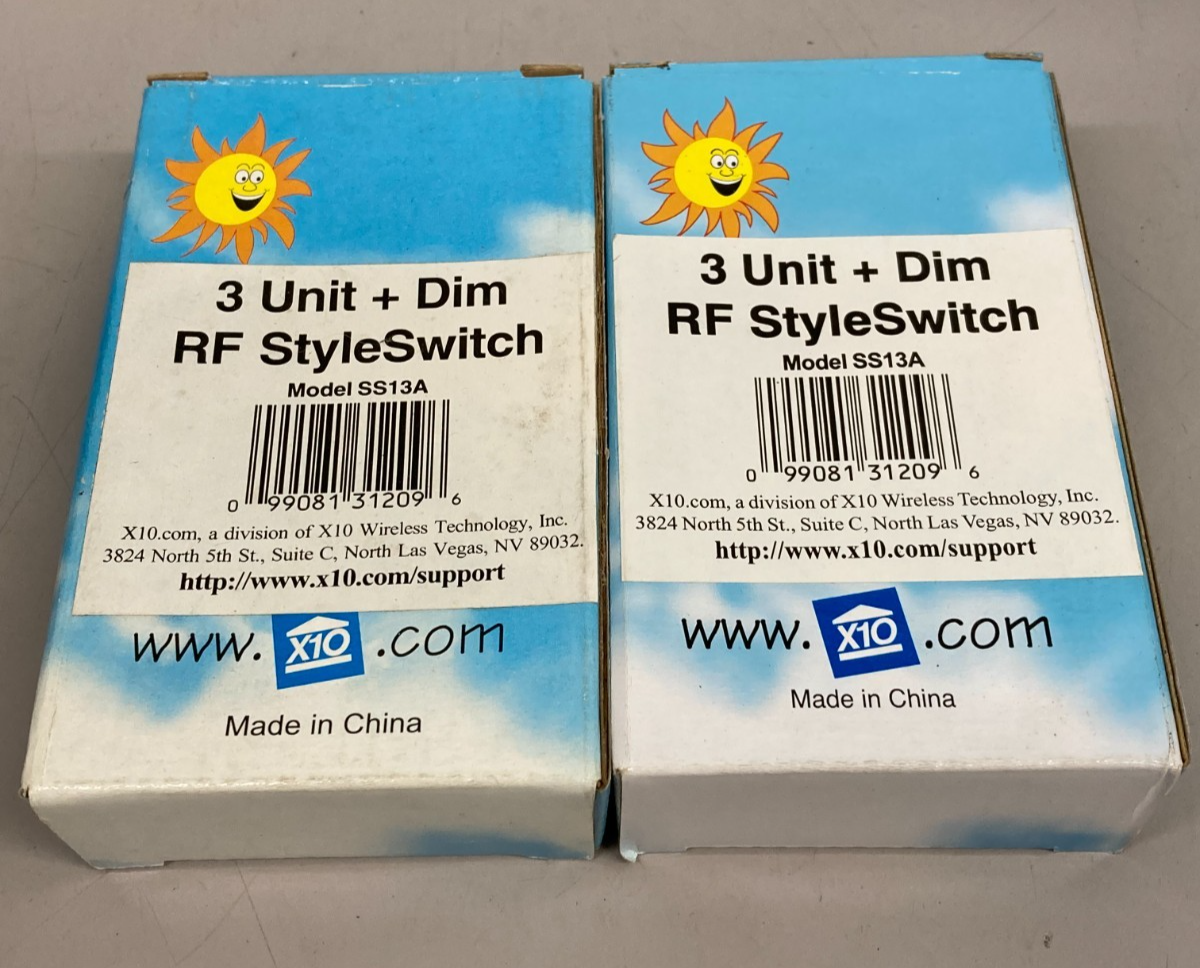 3 Unit + Dim
RF StyleSwitch
Model SS13A
0 99081 31209 6
X10.com, a division of X10 Wireless Technology, Inc.
3824 North 5th St., Suite C, North Las Vegas, NV 89032.
http://www.x10.com/support
www. X10 .com
Made in China
3 Unit + Dim
RF StyleSwitch
Model SS13A
0 99081 31209 6
X10.com, a division of X10 Wireless Technology, Inc.
3824 North 5th St., Suite C, North Las Vegas, NV 89032.
http://www.x10.com/support
www. X10 .com
Made in China